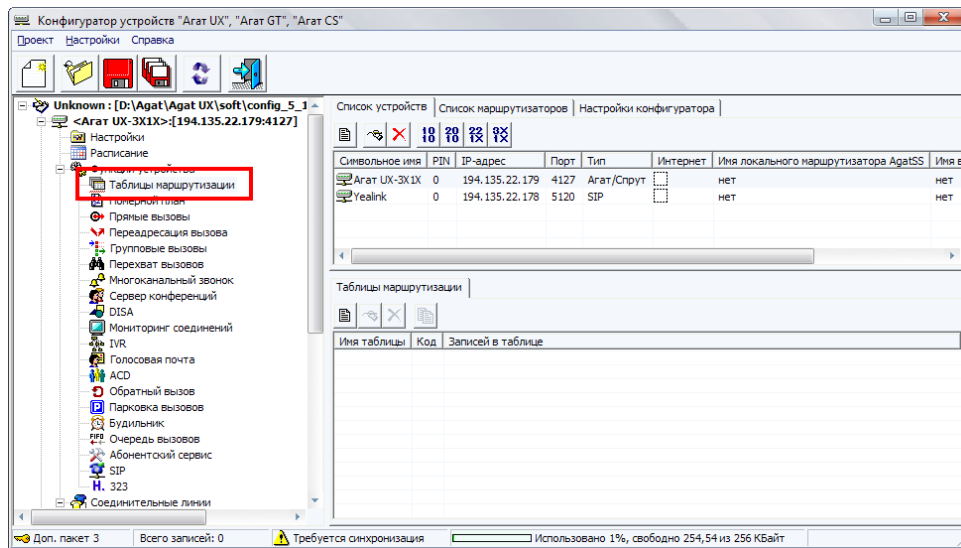 Конфигуратор устройств "Агат UX", "Агат GT", "Агат CS"
Проект Настройки Справка
Unknown : [D:\Agat\Agat UX\soft\config_5_1
<Агат UX-3X1X>:[194.135.22.179:4127]
Настройки
Расписание
Функции устройства
Таблицы маршрутизации
Номерной план
Прямые вызовы
Переадресация вызова
Групповые вызовы
Перехват вызовов
Многоканальный звонок
Сервер конференций
DISA
Мониторинг соединений
IVR
Голосовая почта
ACD
Обратный вызов
Парковка вызовов
Будильник
FIFO Очередь вызовов
Абонентский сервис
SIP
H. 323
Соединительные линии
Список устройств Список маршрутизаторов Настройки конфигуратора
Символьное имя PIN IP-адрес Порт Тип Интернет Имя локального маршрутизатора AgatSS Имя в
Агат UX-3X1X 0 194.135.22.179 4127 Агат/Спрут нет нет
Yealink 0 194.135.22.178 5120 SIP нет нет
Таблицы маршрутизации
Имя таблицы Код Записей в таблице
Доп. пакет 3 Всего записей: 0 Требуется синхронизация Использовано 1%, свободно 254,54 из 256 КБайт